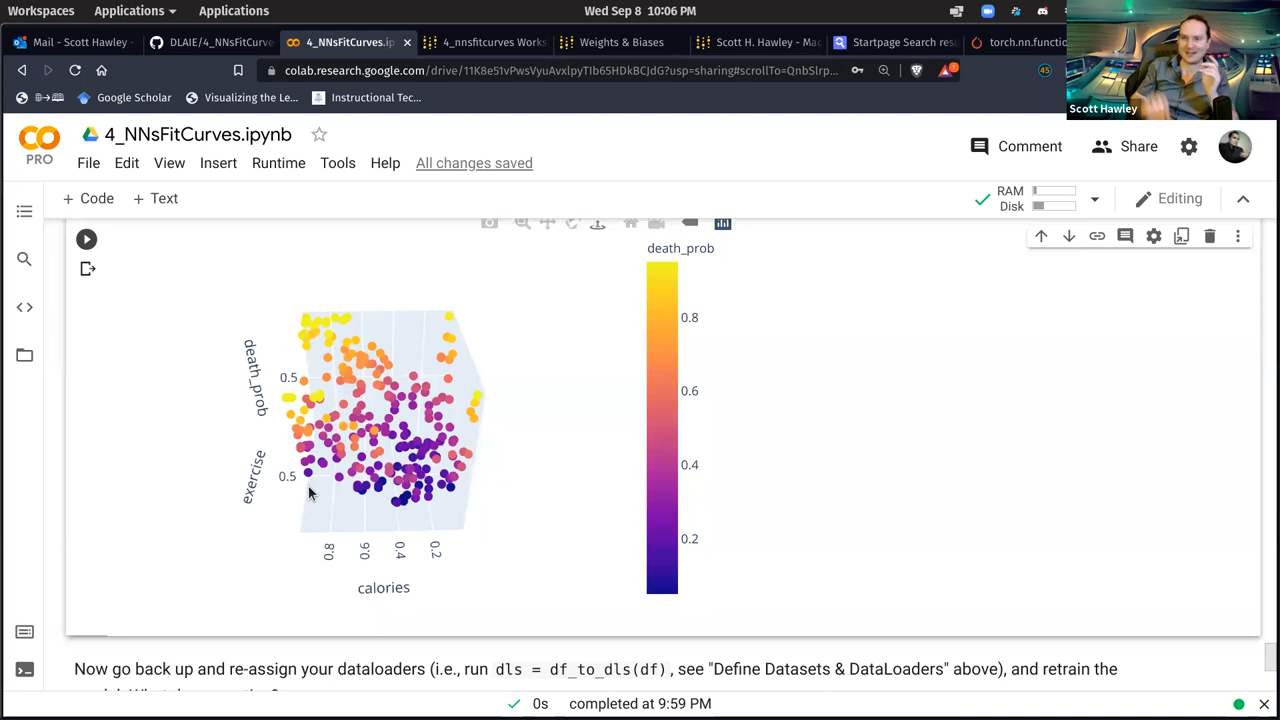 Workspaces Applications Applications Wed Sep 8 10:06 PM
Mail - Scott Hawley - DLAIE/4_NNsFitCurve 4_NNsFitCurves.ip 4_nnsfitcurves Works Weights & Biases Scott H. Hawley - Mac Startpage Search res torch.nn.functio
colab.research.google.com/drive/11K8e51vPwsVyuAvxlpyTIb65HDkBCJdG?usp=sharing#scrollTo=QnbSlrp... 45
Google Scholar Visualizing the Le... Instructional Tec...
Scott Hawley
4_NNsFitCurves.ipynb
PRO
Comment Share
File Edit View Insert Runtime Tools Help All changes saved
+ Code + Text
RAM
Disk
Editing
death_prob
0.8
0.6
0.4
0.2
death_prob
0.5
exercise
0.5
0.8 0.6 0.4 0.2
calories
Now go back up and re-assign your dataloaders (i.e., run dls = df_to_dls(df), see "Define Datasets & DataLoaders" above), and retrain the
0s completed at 9:59 PM